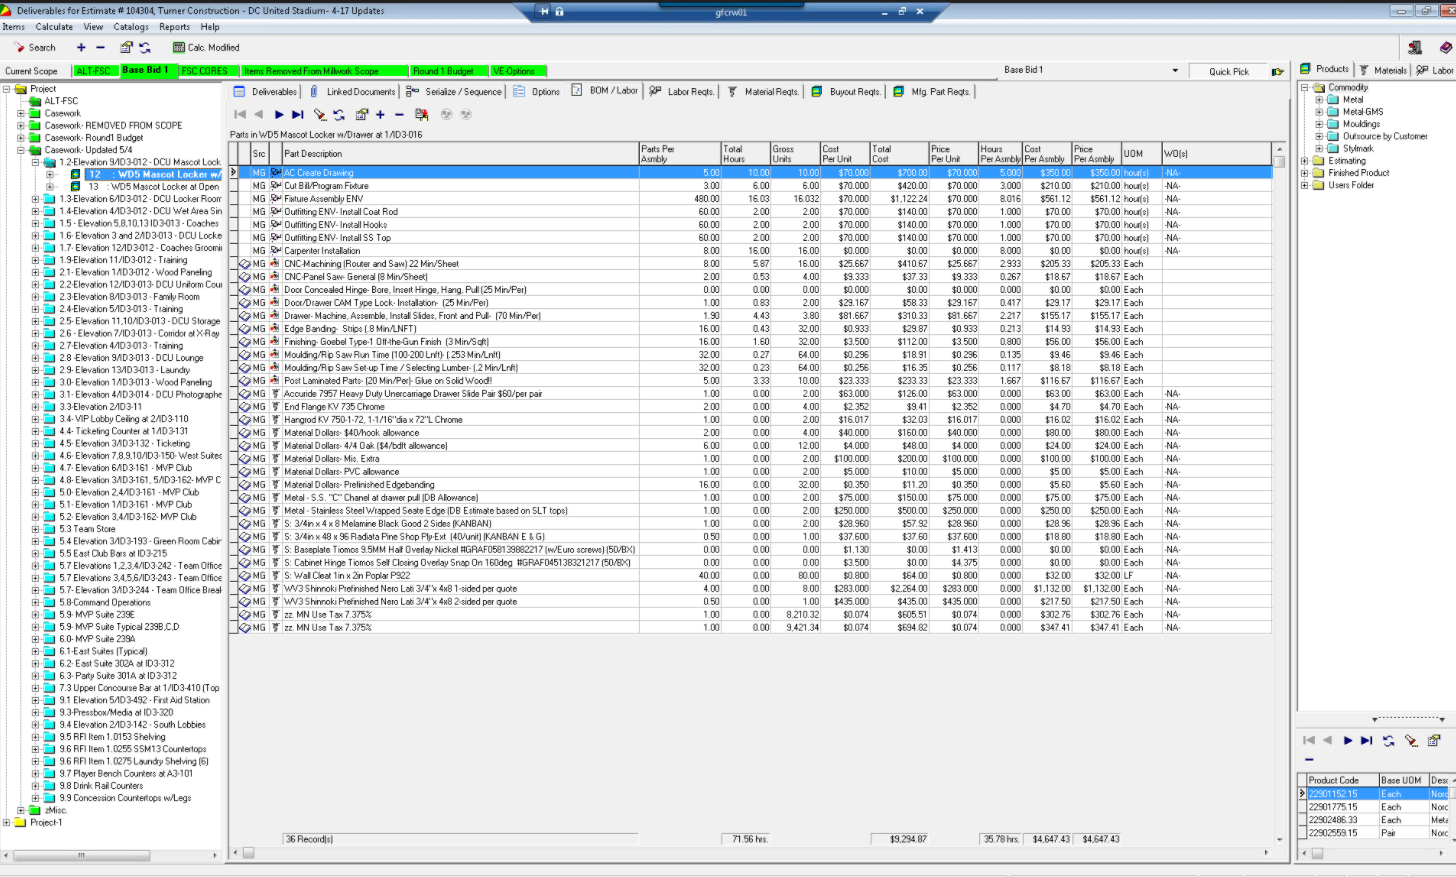 Deliverables for Estimate # 104304, Turner Construction - DC United Stadium- 4-17 Updates
gfcrw01
Items Calculate View Catalogs Reports Help
Search Calc. Modified
Current Scope ALT-FSC Base Bid 1 FSC CORES Items Removed From Millwork Scope Round 1 Budget VE-Options Base Bid 1 Quick Pick
Products Materials Labor
Deliverables Linked Documents Serialize / Sequence Options BOM / Labor Labor Reqts. Material Reqts. Buyout Reqts. Mfg. Part Reqts.
Project
ALT-FSC
Casework
Casework- REMOVED FROM SCOPE
Casework- Round1 Budget
Casework- Updated 5/4
1.2-Elevation 9/ID3-012 - DCU Mascot Lock
12 : WD5 Mascot Locker w/
13 : WD5 Mascot Locker at Open
1.3-Elevation 6/ID3-012 - DCU Locker Room
1.4-Elevation 4/ID3-012 - DCU Wet Area Sin
1.5 - Elevation 5,8,10,13 ID3-013 - Coaches
1.6- Elevation 3 and 2/ID3-013 - DCU Locke
1.7- Elevation 12/ID3-012 - Coaches Groomi
1.9-Elevation 11/ID3-012 - Training
2.1- Elevation 1/ID3-012 - Wood Paneling
2.2-Elevation 12/ID3-013- DCU Uniform Cour
2.3-Elevation 8/ID3-013 - Family Room
2.4-Elevation 5/ID3-013 - Training
2.5- Elevation 11,10/ID3-013 - DCU Storage
2.6 - Elevation 7/ID3-013 - Corridor at X-Ray
2.7-Elevation 4/ID3-013 - Training
2.8 -Elevation 9/ID3-013 - DCU Lounge
2.9- Elevation 13/ID3-013 - Laundry
3.0- Elevation 1/ID3-013 - Wood Paneling
3.1- Elevation 4/ID3-014 - DCU Photographe
3.3-Elevation 2/ID3-11
3.4- VIP Lobby Ceiling at 2/ID3-110
4.4- Ticketing Counter at 1/ID3-131
4.5- Elevation 3/ID3-132 - Ticketing
4.6- Elevation 7,8,9,10/ID3-150- West Suites
4.7- Elevation 6/ID3-161 - MVP Club
4.8- Elevation 3/ID3-161, 5/ID3-162- MVP C
5.0- Elevation 2,4/ID3-161 - MVP Club
5.1- Elevation 1/ID3-161 - MVP Club
5.2- Elevation 3,4/ID3-162- MVP Club
5.3 Team Store
5.4 Elevation 3/ID3-193 - Green Room Cabir
5.5 East Club Bars at ID3-215
5.7 Elevations 1,2,3,4/ID3-242 - Team Office
5.7 Elevations 3,4,5,6/ID3-243 - Team Office
5.7- Elevation 3/ID3-244 - Team Office Breal
5.8-Command Operations
5.9- MVP Suite 239E
5.9- MVP Suite Typical 239B,C,D
6.0- MVP Suite 239A
6.1-East Suites (Typical)
6.2- East Suite 302A at ID3-312
6.3- Party Suite 301A at ID3-312
7.3 Upper Concourse Bar at 1/ID3-410 (Top
9.1 Elevation 5/ID3-492 - First Aid Station
9.3-Pressbox/Media at ID3-320
9.4 Elevation 2/ID3-142 - South Lobbies
9.5 RFI Item 1.0153 Shelving
9.6 RFI Item 1.0255 SSM13 Countertops
9.6 RFI Item 1.0275 Laundry Shelving (6)
9.7 Player Bench Counters at A3-101
9.8 Drink Rail Counters
9.9 Concession Countertops w/Legs
zMisc.
Project-1
Parts in WD5 Mascot Locker w/Drawer at 1/ID3-016
Src Part Description Parts Per Asmbly Total Hours Gross Units Cost Per Unit Total Cost Price Per Unit Hours Per Asmbly Cost Per Asmbly Price Per Asmbly UOM WO(s)
MG AC Create Drawing 5.00 10.00 10.00 $70.000 $700.00 $70.000 5.000 $350.00 $350.00 hour(s) -NA-
MG Cut Bill/Program Fixture 3.00 6.00 6.00 $70.000 $420.00 $70.000 3.000 $210.00 $210.00 hour(s) -NA-
MG Fixture Assembly ENV 480.00 16.03 16.032 $70.000 $1,122.24 $70.000 8.016 $561.12 $561.12 hour(s) -NA-
MG Outfitting ENV- Install Coat Rod 60.00 2.00 2.00 $70.000 $140.00 $70.000 1.000 $70.00 $70.00 hour(s) -NA-
MG Outfitting ENV- Install Hooks 60.00 2.00 2.00 $70.000 $140.00 $70.000 1.000 $70.00 $70.00 hour(s) -NA-
MG Outfitting ENV- Install SS Top 60.00 2.00 2.00 $70.000 $140.00 $70.000 1.000 $70.00 $70.00 hour(s) -NA-
MG Carpenter Installation 8.00 16.00 16.00 $0.000 $0.00 $0.000 8.000 $0.00 $0.00 hour(s) -NA-
MG CNC-Machining (Router and Saw) 22 Min/Sheet 8.00 5.87 16.00 $25.667 $410.67 $25.667 2.933 $205.33 $205.33 Each
MG CNC-Panel Saw- General (8 Min/Sheet) 2.00 0.53 4.00 $9.333 $37.33 $9.333 0.267 $18.67 $18.67 Each
MG Door Concealed Hinge- Bore, Insert Hinge, Hang, Pull (25 Min/Per) 0.00 0.00 0.00 $0.000 $0.00 $0.000 0.000 $0.00 $0.00 Each
MG Door/Drawer CAM Type Lock- Installation- (25 Min/Per) 1.00 0.83 2.00 $29.167 $58.33 $29.167 0.417 $29.17 $29.17 Each
MG Drawer- Machine, Assemble, Install Slides, Front and Pull- (70 Min/Per) 1.90 4.43 3.80 $81.667 $310.33 $81.667 2.217 $155.17 $155.17 Each
MG Edge Banding- Strips (.8 Min/LNFT) 16.00 0.43 32.00 $0.933 $29.87 $0.933 0.213 $14.93 $14.93 Each
MG Finishing- Goebel Type-1 Off-the-Gun Finish (3 Min/Sqft) 16.00 1.60 32.00 $3.500 $112.00 $3.500 0.800 $56.00 $56.00 Each
MG Moulding/Rip Saw Run Time (100-200 Lnft)- (.253 Min/Lnft) 32.00 0.27 64.00 $0.296 $18.91 $0.296 0.135 $9.46 $9.46 Each
MG Moulding/Rip Saw Set-up Time / Selecting Lumber- (.2 Min/Lnft) 32.00 0.23 64.00 $0.256 $16.35 $0.256 0.117 $8.18 $8.18 Each
MG Post Laminated Parts- (20 Min/Per)- Glue on Solid Wood!! 5.00 3.33 10.00 $23.333 $233.33 $23.333 1.667 $116.67 $116.67 Each
MG Accuride 7957 Heavy Duty Unercarriage Drawer Slide Pair $60/per pair 1.00 0.00 2.00 $63.000 $126.00 $63.000 0.000 $63.00 $63.00 Each -NA-
MG End Flange KV 735 Chrome 2.00 0.00 4.00 $2.352 $9.41 $2.352 0.000 $4.70 $4.70 Each -NA-
MG Hangrod KV 750-1-72, 1-1/16"dia x 72"L Chrome 1.00 0.00 2.00 $16.017 $32.03 $16.017 0.000 $16.02 $16.02 Each -NA-
MG Material Dollars- $40/hook allowance 2.00 0.00 4.00 $40.000 $160.00 $40.000 0.000 $80.00 $80.00 Each -NA-
MG Material Dollars- 4/4 Oak ($4/bdft allowance) 6.00 0.00 12.00 $4.000 $48.00 $4.000 0.000 $24.00 $24.00 Each -NA-
MG Material Dollars- Mis. Extra 1.00 0.00 2.00 $100.000 $200.00 $100.000 0.000 $100.00 $100.00 Each -NA-
MG Material Dollars- PVC allowance 1.00 0.00 2.00 $5.000 $10.00 $5.000 0.000 $5.00 $5.00 Each -NA-
MG Material Dollars- Prefinished Edgebanding 16.00 0.00 32.00 $0.350 $11.20 $0.350 0.000 $5.60 $5.60 Each -NA-
MG Metal - S.S. "C" Chanel at drawer pull (DB Allowance) 1.00 0.00 2.00 $75.000 $150.00 $75.000 0.000 $75.00 $75.00 Each -NA-
MG Metal - Stainless Steel Wrapped Seate Edge (DB Estimate based on SLT tops) 1.00 0.00 2.00 $250.000 $500.00 $250.000 0.000 $250.00 $250.00 Each -NA-
MG S: 3/4in x 4 x 8 Melamine Black Good 2 Sides (KANBAN) 1.00 0.00 2.00 $28.960 $57.92 $28.960 0.000 $28.96 $28.96 Each -NA-
MG S: 3/4in x 48 x 96 Radiata Pine Shop Ply-Ext (40/unit) (KANBAN E & G) 0.50 0.00 1.00 $37.600 $37.60 $37.600 0.000 $18.80 $18.80 Each -NA-
MG S: Baseplate Tiomos 9.5MM Half Overlay Nickel #GRAF058139882217 (w/Euro screws) (50/BX) 0.00 0.00 0.00 $1.130 $0.00 $1.413 0.000 $0.00 $0.00 Each -NA-
MG S: Cabinet Hinge Tiomos Self Closing Overlay Snap On 160deg #GRAF045138321217 (50/BX) 0.00 0.00 0.00 $3.500 $0.00 $4.375 0.000 $0.00 $0.00 Each -NA-
MG S: Wall Cleat 1in x 2in Poplar P922 40.00 0.00 80.00 $0.800 $64.00 $0.800 0.000 $32.00 $32.00 LF -NA-
MG WV3 Shinnoki Prefinished Nero Lati 3/4"x 4x8 1-sided per quote 4.00 0.00 8.00 $283.000 $2,264.00 $283.000 0.000 $1,132.00 $1,132.00 Each -NA-
MG WV3 Shinnoki Prefinished Nero Lati 3/4"x 4x8 2-sided per quote 0.50 0.00 1.00 $435.000 $435.00 $435.000 0.000 $217.50 $217.50 Each -NA-
MG zz. MN Use Tax 7.375% 1.00 0.00 8,210.32 $0.074 $605.51 $0.074 0.000 $302.76 $302.76 Each -NA-
MG zz. MN Use Tax 7.375% 1.00 0.00 9,421.34 $0.074 $694.82 $0.074 0.000 $347.41 $347.41 Each -NA-
36 Record(s) 71.56 hrs. $9,294.87 35.78 hrs. $4,647.43 $4,647.43
Commodity
Metal
Metal-GMS
Mouldings
Outsource by Customer
Stylmark
Estimating
Finished Product
Users Folder
Product Code Base UOM Desc
22901152.15 Each Nord
22901775.15 Each Nord
22902486.33 Each Meta
22902559.15 Pair Nord